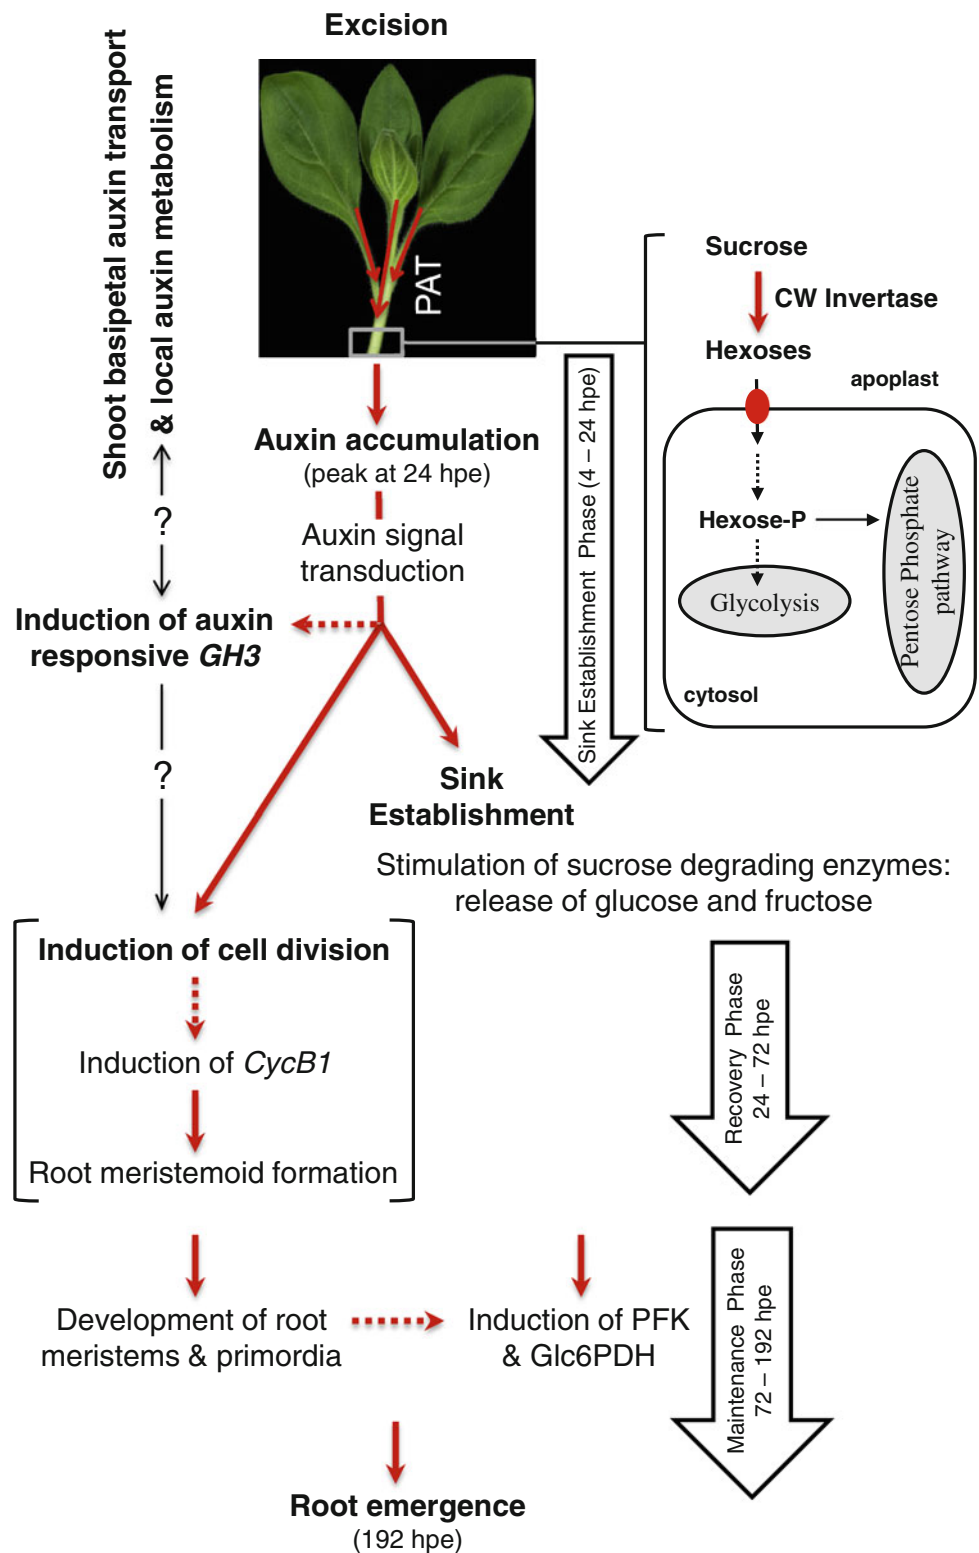 Excision
Shoot basipetal auxin transport
& local auxin metabolism
PAT
Sucrose
CW Invertase
Hexoses
apoplast
Hexose-P
Glycolysis
Pentose Phosphate
pathway
cytosol
Auxin accumulation
(peak at 24 hpe)
Auxin signal
transduction
?
Induction of auxin
responsive GH3
?
Sink Establishment Phase (4 – 24 hpe)
Sink
Establishment
Stimulation of sucrose degrading enzymes:
release of glucose and fructose
Induction of cell division
Induction of CycB1
Root meristemoid formation
Recovery Phase
24 – 72 hpe
Development of root
meristems & primordia
Induction of PFK
& Glc6PDH
Maintenance Phase
72 – 192 hpe
Root emergence
(192 hpe)